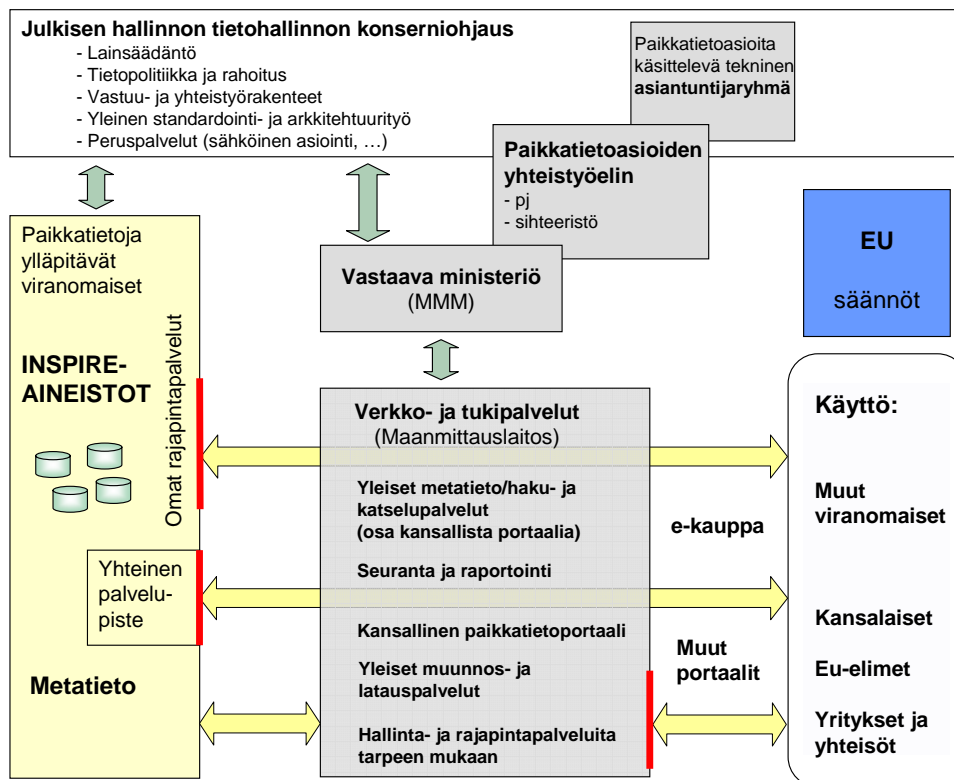 Julkisen hallinnon tietohallinnon konserniohjaus
- Lainsäädäntö
- Tietopolitiikka ja rahoitus
- Vastuu- ja yhteistyörakenteet
- Yleinen standardointi- ja arkkitehtuurityö
- Peruspalvelut (sähköinen asiointi, …)
Paikkatietoasioita
käsittelevä tekninen
asiantuntijaryhmä
Paikkatietoasioiden
yhteistyöelin
- pj
- sihteeristö
Vastaava ministeriö
(MMM)
EU
säännöt
Paikkatietoja
ylläpitävät
viranomaiset
INSPIRE-
AINEISTOT
Omat rajapintapalvelut
Yhteinen
palvelu-
piste
Metatieto
Verkko- ja tukipalvelut
(Maanmittauslaitos)
Yleiset metatieto/haku- ja
katselupalvelut
(osa kansallista portaalia)
Seuranta ja raportointi
Kansallinen paikkatietoportaali
Yleiset muunnos- ja
latauspalvelut
Hallinta- ja rajapintapalveluita
tarpeen mukaan
e-kauppa
Muut
portaalit
Käyttö:
Muut
viranomaiset
Kansalaiset
Eu-elimet
Yritykset ja
yhteisöt